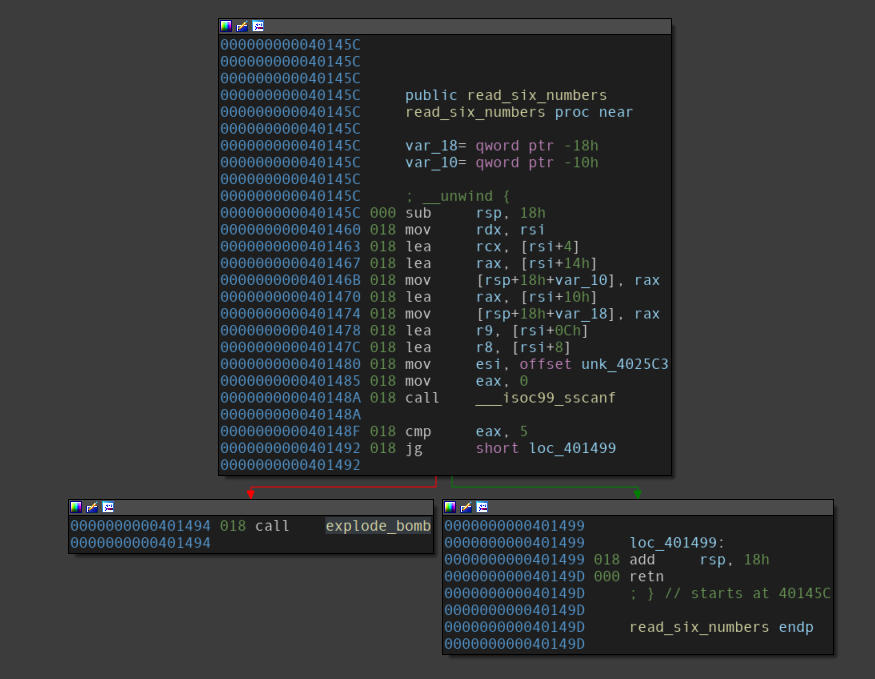 000000000040145C
000000000040145C
000000000040145C
000000000040145C public read_six_numbers
000000000040145C read_six_numbers proc near
000000000040145C
000000000040145C var_18= qword ptr -18h
000000000040145C var_10= qword ptr -10h
000000000040145C
000000000040145C ; __unwind {
000000000040145C 000 sub rsp, 18h
0000000000401460 018 mov rdx, rsi
0000000000401463 018 lea rcx, [rsi+4]
0000000000401467 018 lea rax, [rsi+14h]
000000000040146B 018 mov [rsp+18h+var_10], rax
0000000000401470 018 lea rax, [rsi+10h]
0000000000401474 018 mov [rsp+18h+var_18], rax
0000000000401478 018 lea r9, [rsi+0Ch]
000000000040147C 018 lea r8, [rsi+8]
0000000000401480 018 mov esi, offset unk_4025C3
0000000000401485 018 mov eax, 0
000000000040148A 018 call ___isoc99_sscanf
000000000040148A
000000000040148F 018 cmp eax, 5
0000000000401492 018 jg short loc_401499
0000000000401492
0000000000401494 018 call explode_bomb
0000000000401494
0000000000401499
0000000000401499 loc_401499:
0000000000401499 018 add rsp, 18h
000000000040149D 000 retn
000000000040149D ; } // starts at 40145C
000000000040149D
000000000040149D read_six_numbers endp
000000000040149D